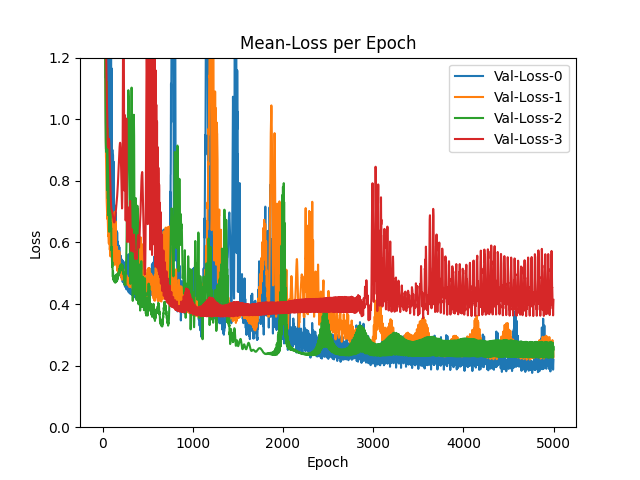 Mean-Loss per Epoch
Val-Loss-0
Val-Loss-1
Val-Loss-2
Val-Loss-3
1.2
1.0
0.8
0.6
0.4
0.2
0.0
Loss
0 1000 2000 3000 4000 5000
Epoch